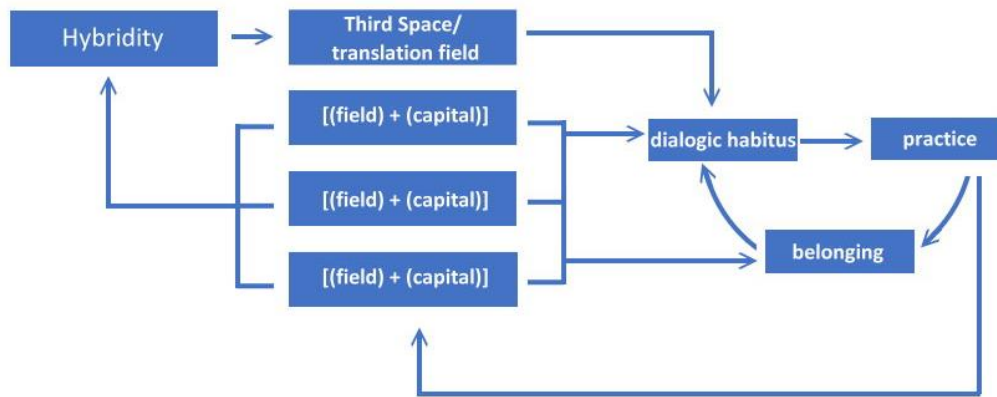 Hybridity
Third Space/
translation field
[(field) + (capital)]
[(field) + (capital)]
[(field) + (capital)]
dialogic habitus
practice
belonging